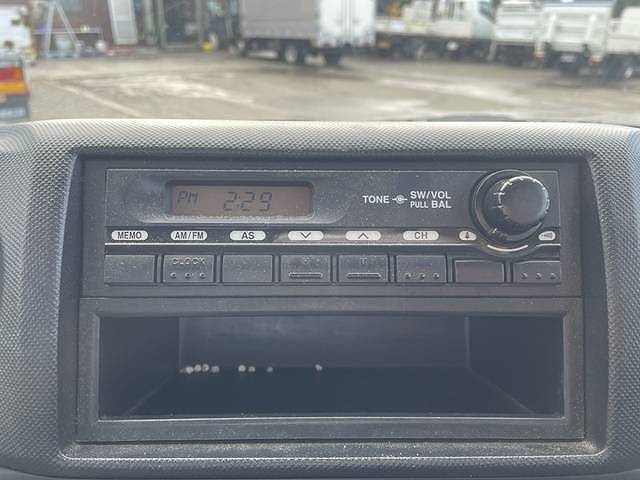 PM 2:29
TONE SW/VOL
PULL BAL
MEMO AM/FM AS CH
CLOCK H M